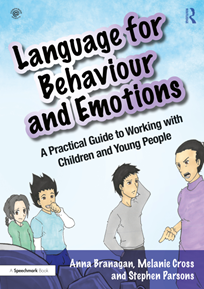 Language for
Behaviour
and Emotions
A Practical Guide to Working with
Children and Young People
Anna Branagan, Melanie Cross
and Stephen Parsons
A Speechmark Book
R